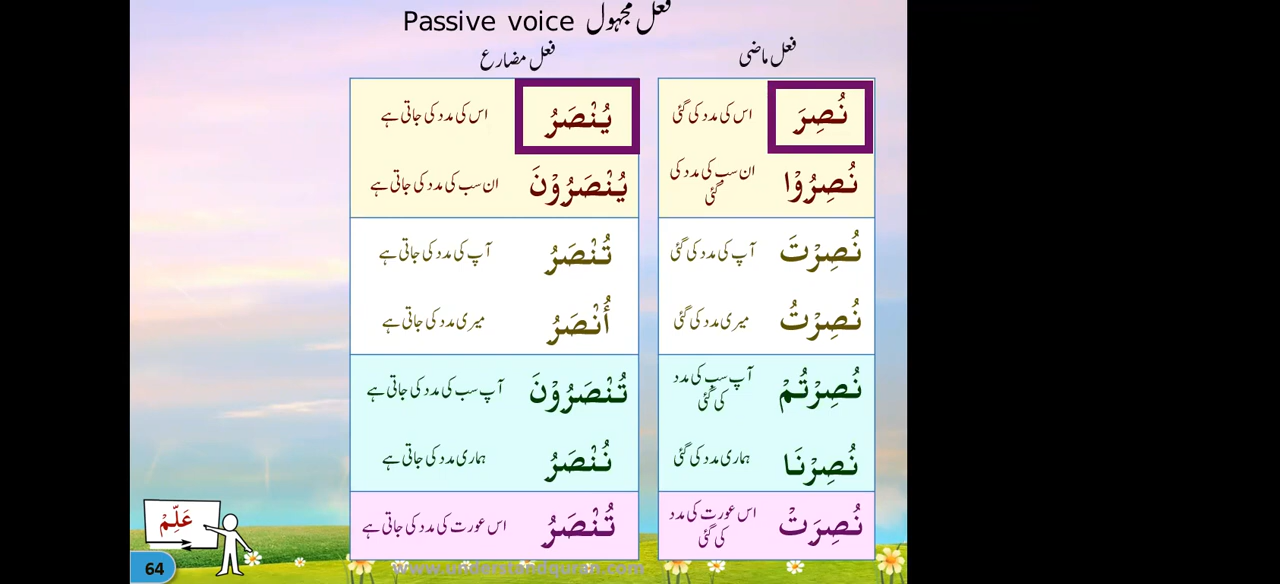 فعل مجہول Passive voice
فعل ماضی
فعل مضارع
نُصِرَ اس کی مدد کی گئی
يُنْصَرُ اس کی مدد کی جاتی ہے
نُصِرُوْا ان سب کی مدد کی
گئی
يُنْصَرُوْنَ ان سب کی مدد کی جاتی ہے
نُصِرْتَ آپ کی مدد کی گئی
تُنْصَرُ آپ کی مدد کی جاتی ہے
نُصِرْتُ میری مدد کی گئی
أُنْصَرُ میری مدد کی جاتی ہے
نُصِرْتُمْ آپ سب کی مدد
کی گئی
تُنْصَرُوْنَ آپ سب کی مدد کی جاتی ہے
نُصِرْنَا ہماری مدد کی گئی
نُنْصَرُ ہماری مدد کی جاتی ہے
نُصِرَتْ اس عورت کی مدد
کی گئی
تُنْصَرُ اس عورت کی مدد کی جاتی ہے
عَلِّمْ
64
www.understandquran.com